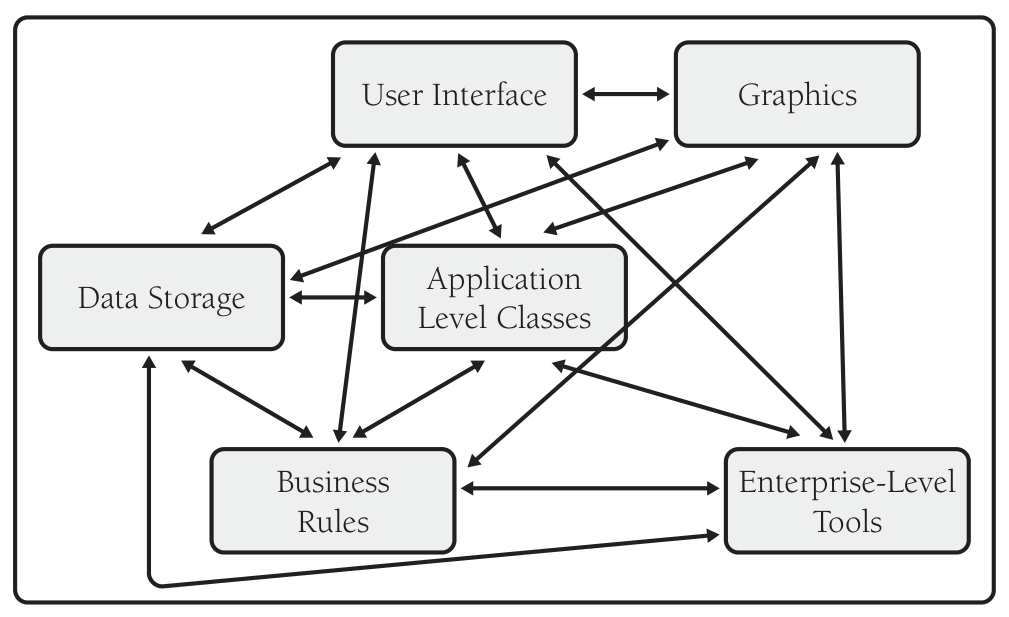 User Interface
Graphics
Data Storage
Application
Level Classes
Business
Rules
Enterprise-Level
Tools